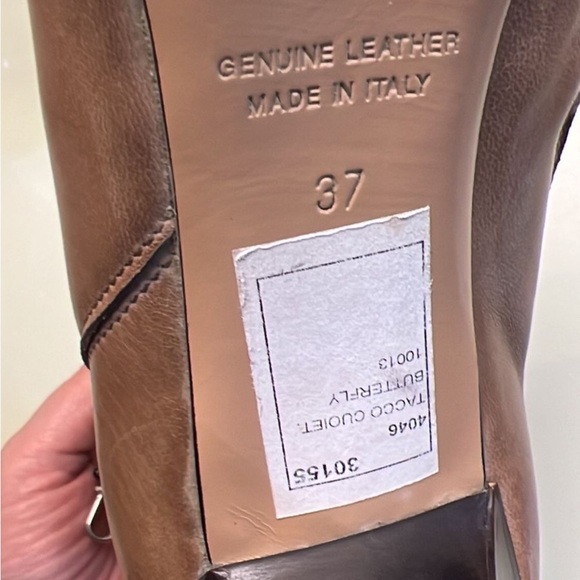 GENUINE LEATHER
MADE IN ITALY
37
30155
4046
TACCO CUOIET.
BUTTERFLY
10013